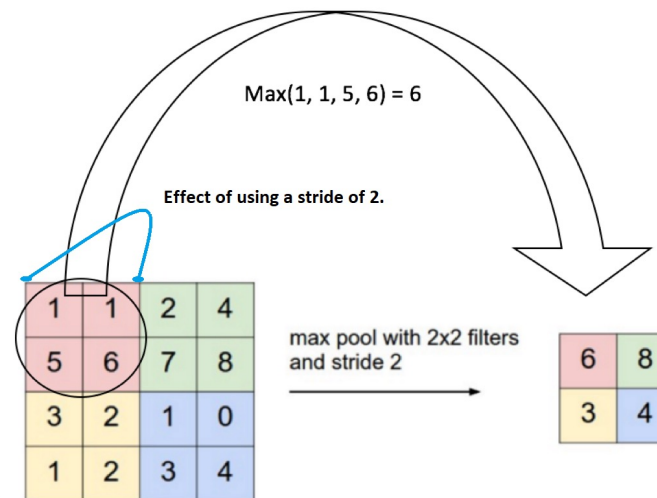 Max(1, 1, 5, 6) = 6
Effect of using a stride of 2.
1 1 2 4
5 6 7 8
3 2 1 0
1 2 3 4
max pool with 2x2 filters
and stride 2
6 8
3 4